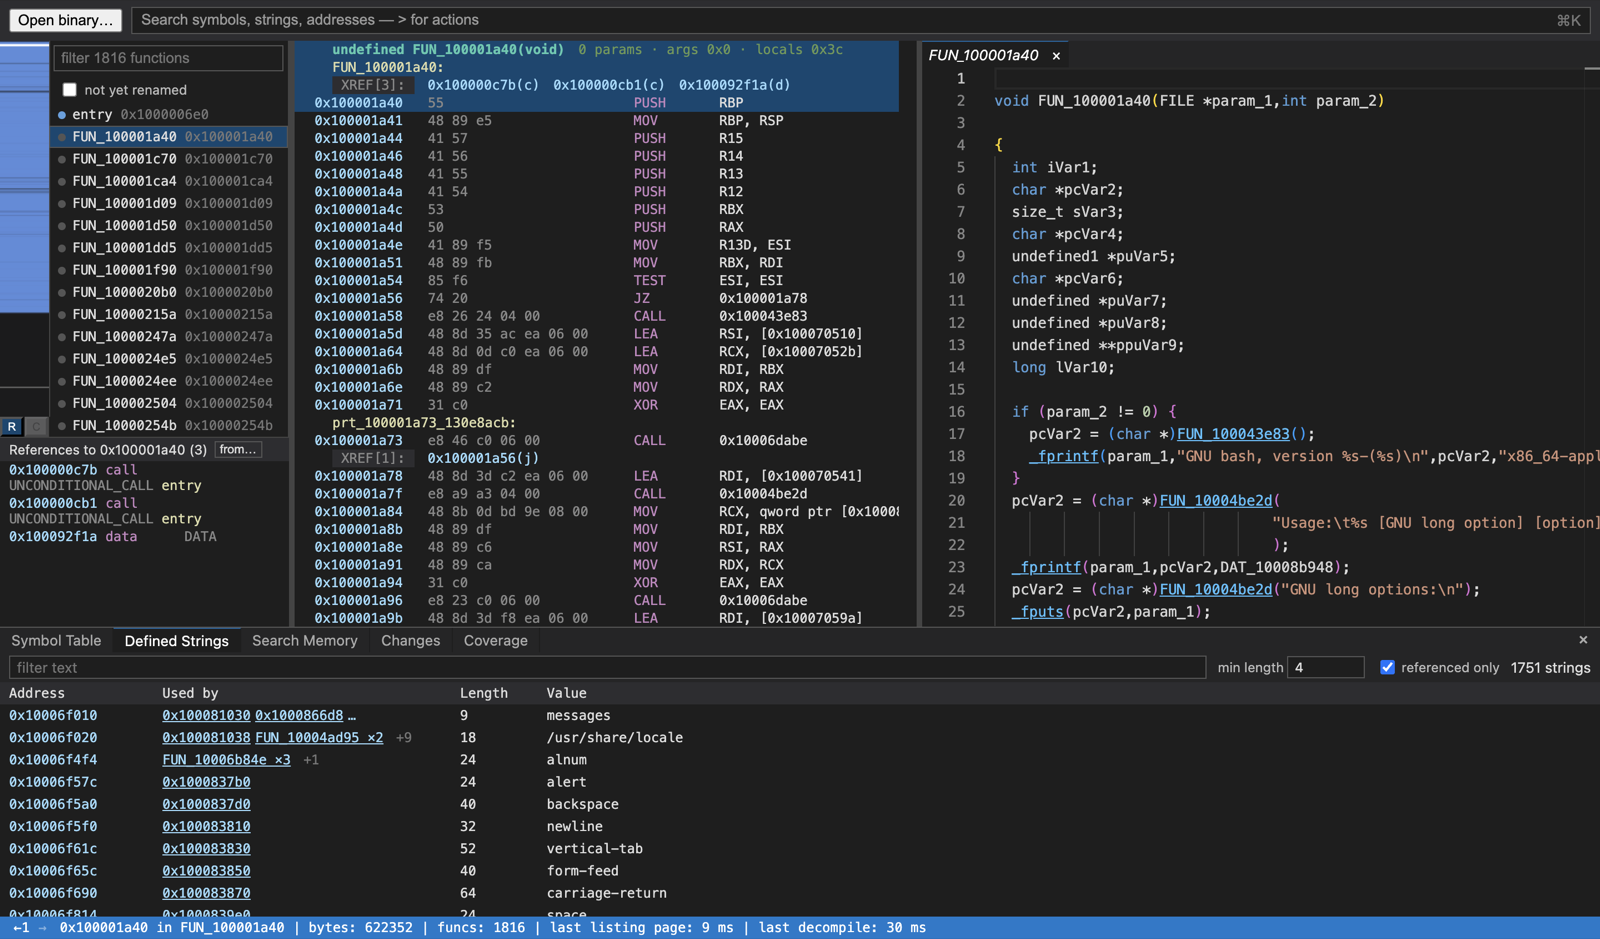 Open binary…
Search symbols, strings, addresses — > for actions
⌘K
filter 1816 functions
not yet renamed
entry 0x1000006e0
FUN_100001a40 0x100001a40
FUN_100001c70 0x100001c70
FUN_100001ca4 0x100001ca4
FUN_100001d09 0x100001d09
FUN_100001d50 0x100001d50
FUN_100001dd5 0x100001dd5
FUN_100001f90 0x100001f90
FUN_1000020b0 0x1000020b0
FUN_10000215a 0x10000215a
FUN_10000247a 0x10000247a
FUN_1000024e5 0x1000024e5
FUN_1000024ee 0x1000024ee
FUN_100002504 0x100002504
FUN_10000254b 0x10000254b
R C
References to 0x100001a40 (3) from…
0x100000c7b call
UNCONDITIONAL_CALL entry
0x100000cb1 call
UNCONDITIONAL_CALL entry
0x100092f1a data DATA
undefined FUN_100001a40(void) 0 params · args 0x0 · locals 0x3c
FUN_100001a40:
XREF[3]: 0x100000c7b(c) 0x100000cb1(c) 0x100092f1a(d)
0x100001a40 55 PUSH RBP
0x100001a41 48 89 e5 MOV RBP, RSP
0x100001a44 41 57 PUSH R15
0x100001a46 41 56 PUSH R14
0x100001a48 41 55 PUSH R13
0x100001a4a 41 54 PUSH R12
0x100001a4c 53 PUSH RBX
0x100001a4d 50 PUSH RAX
0x100001a4e 41 89 f5 MOV R13D, ESI
0x100001a51 48 89 fb MOV RBX, RDI
0x100001a54 85 f6 TEST ESI, ESI
0x100001a56 74 20 JZ 0x100001a78
0x100001a58 e8 26 24 04 00 CALL 0x100043e83
0x100001a5d 48 8d 35 ac ea 06 00 LEA RSI, [0x100070510]
0x100001a64 48 8d 0d c0 ea 06 00 LEA RCX, [0x10007052b]
0x100001a6b 48 89 df MOV RDI, RBX
0x100001a6e 48 89 c2 MOV RDX, RAX
0x100001a71 31 c0 XOR EAX, EAX
prt_100001a73_130e8acb:
0x100001a73 e8 46 c0 06 00 CALL 0x10006dabe
XREF[1]: 0x100001a56(j)
0x100001a78 48 8d 3d c2 ea 06 00 LEA RDI, [0x100070541]
0x100001a7f e8 a9 a3 04 00 CALL 0x10004be2d
0x100001a84 48 8b 0d bd 9e 08 00 MOV RCX, qword ptr [0x1000
0x100001a8b 48 89 df MOV RDI, RBX
0x100001a8e 48 89 c6 MOV RSI, RAX
0x100001a91 48 89 ca MOV RDX, RCX
0x100001a94 31 c0 XOR EAX, EAX
0x100001a96 e8 23 c0 06 00 CALL 0x10006dabe
0x100001a9b 48 8d 3d f8 ea 06 00 LEA RDI, [0x10007059a]
FUN_100001a40 ×
1
2 void FUN_100001a40(FILE *param_1,int param_2)
3
4 {
5 int iVar1;
6 char *pcVar2;
7 size_t sVar3;
8 char *pcVar4;
9 undefined1 *puVar5;
10 char *pcVar6;
11 undefined *puVar7;
12 undefined *puVar8;
13 undefined **ppuVar9;
14 long lVar10;
15
16 if (param_2 != 0) {
17 pcVar2 = (char *)FUN_100043e83();
18 _fprintf(param_1,"GNU bash, version %s-(%s)\n",pcVar2,"x86_64-appl
19 }
20 pcVar2 = (char *)FUN_10004be2d(
21 "Usage:\t%s [GNU long option] [option]
22 );
23 _fprintf(param_1,pcVar2,DAT_10008b948);
24 pcVar2 = (char *)FUN_10004be2d("GNU long options:\n");
25 _fputs(pcVar2,param_1);
Symbol Table Defined Strings Search Memory Changes Coverage ×
filter text min length 4 referenced only 1751 strings
Address Used by Length Value
0x10006f010 0x100081030 0x1000866d8 … 9 messages
0x10006f020 0x100081038 FUN_10004ad95 ×2 +9 18 /usr/share/locale
0x10006f4f4 FUN_10006b84e ×3 +1 24 alnum
0x10006f57c 0x1000837b0 24 alert
0x10006f5a0 0x1000837d0 40 backspace
0x10006f5f0 0x100083810 32 newline
0x10006f61c 0x100083830 52 vertical-tab
0x10006f65c 0x100083850 40 form-feed
0x10006f690 0x100083870 64 carriage-return
0x10006f814 0x1000839e0 24 space
←1 → 0x100001a40 in FUN_100001a40 | bytes: 622352 | funcs: 1816 | last listing page: 9 ms | last decompile: 30 ms